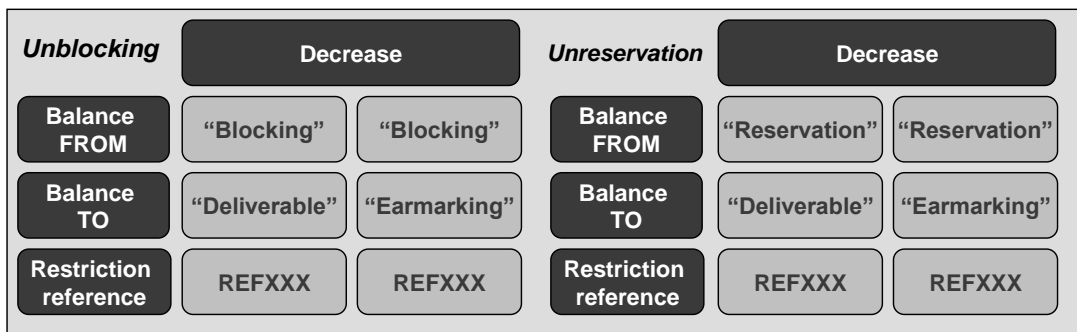 Unblocking
Decrease
Balance
FROM
“Blocking”
“Blocking”
Balance
TO
“Deliverable”
“Earmarking”
Restriction
reference
REFXXX
REFXXX
Unreservation
Decrease
Balance
FROM
“Reservation”
“Reservation”
Balance
TO
“Deliverable”
“Earmarking”
Restriction
reference
REFXXX
REFXXX